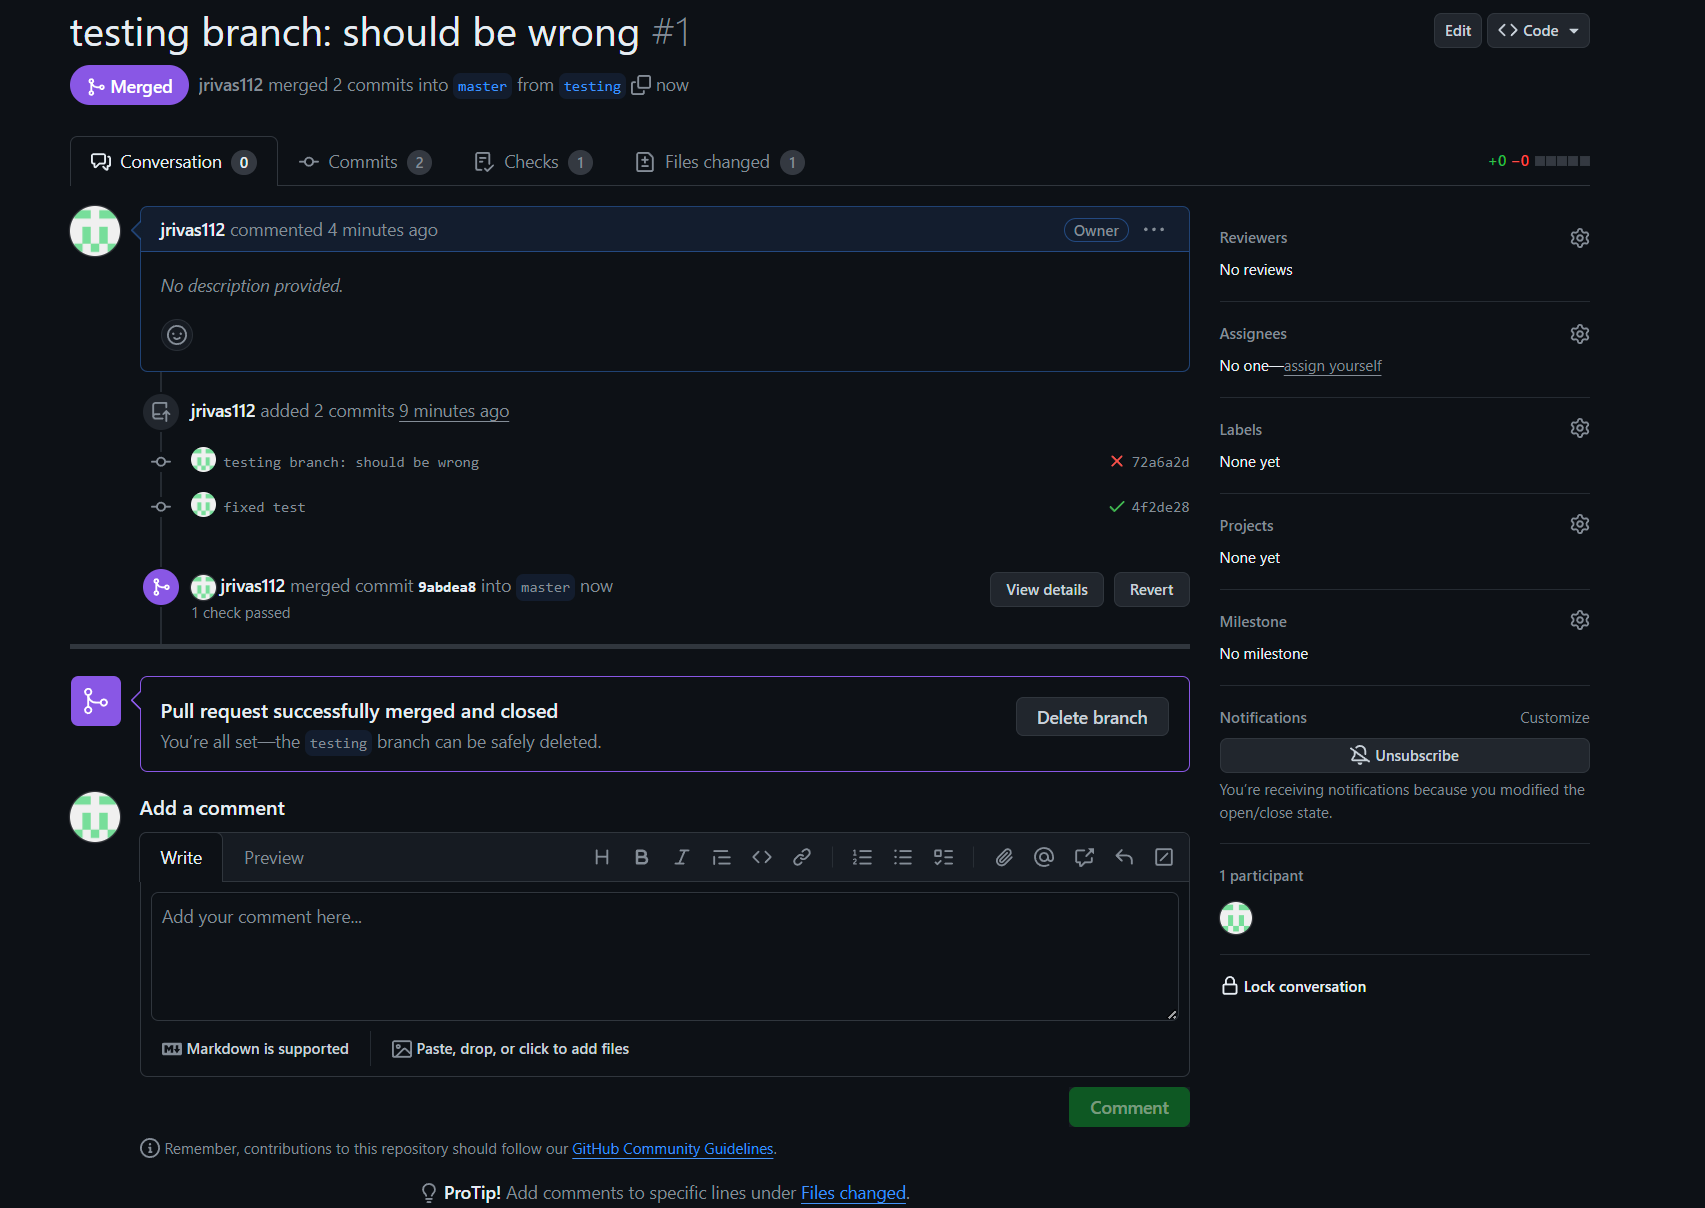 testing branch: should be wrong #1
Edit
Code
Merged
jrivas112 merged 2 commits into master from testing now
Conversation 0
Commits 2
Checks 1
Files changed 1
+0 −0
jrivas112 commented 4 minutes ago
Owner
No description provided.
jrivas112 added 2 commits 9 minutes ago
testing branch: should be wrong
72a6a2d
fixed test
4f2de28
jrivas112 merged commit 9abdea8 into master now
1 check passed
View details
Revert
Pull request successfully merged and closed
You're all set—the testing branch can be safely deleted.
Delete branch
Add a comment
Write
Preview
Add your comment here...
Markdown is supported
Paste, drop, or click to add files
Comment
Remember, contributions to this repository should follow our GitHub Community Guidelines.
ProTip! Add comments to specific lines under Files changed.
Reviewers
No reviews
Assignees
No one—assign yourself
Labels
None yet
Projects
None yet
Milestone
No milestone
Notifications
Customize
Unsubscribe
You're receiving notifications because you modified the
open/close state.
1 participant
Lock conversation